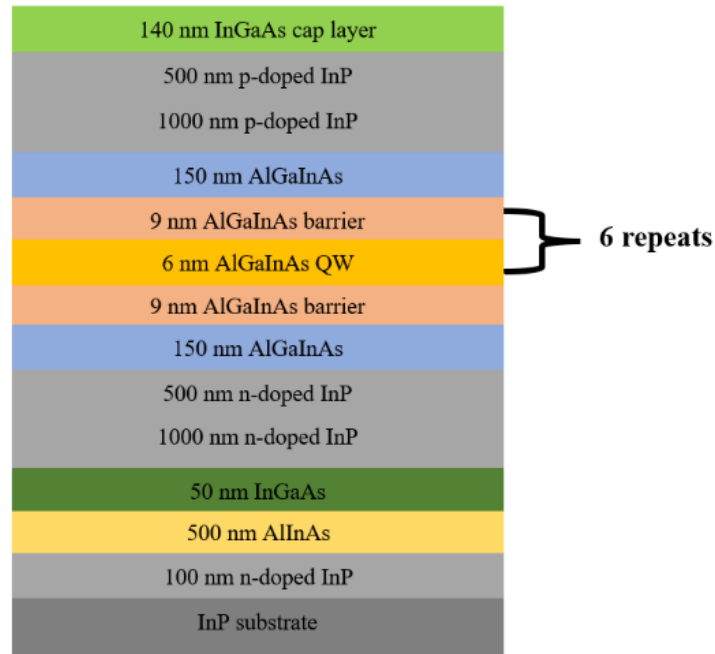 140 nm InGaAs cap layer
500 nm p-doped InP
1000 nm p-doped InP
150 nm AlGaInAs
9 nm AlGaInAs barrier
6 repeats
6 nm AlGaInAs QW
9 nm AlGaInAs barrier
150 nm AlGaInAs
500 nm n-doped InP
1000 nm n-doped InP
50 nm InGaAs
500 nm AlInAs
100 nm n-doped InP
InP substrate